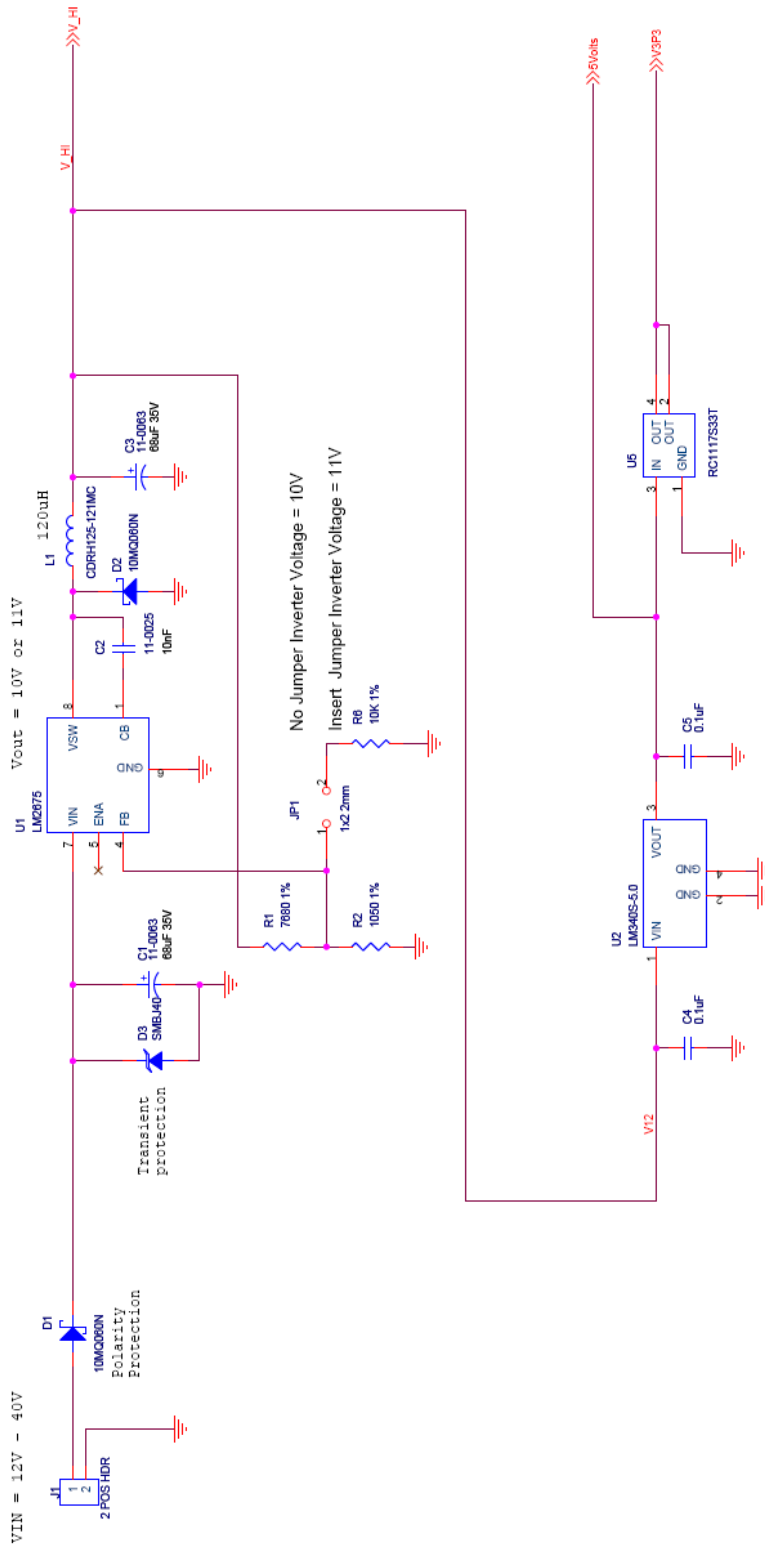 VIN = 12V - 40V
J1
1
2
2 POS HDR
D1
10MQ060N
Polarity
Protection
Transient
protection
D3
SMBJ40
C1
11-0063
68uF 35V
+
Vout = 10V or 11V
U1
LM2675
7
VIN
5
ENA
4
FB
VSW
8
CB
1
GND
6
C2
11-0025
10nF
D2
10MQ060N
L1
120uH
CDRH125-121MC
C3
11-0063
68uF 35V
+
V_HI
V_HI
R1
7680 1%
R2
1050 1%
JP1
1
2
1x2 2mm
R6
10K 1%
No Jumper Inverter Voltage = 10V
Insert Jumper Inverter Voltage = 11V
V12
C4
0.1uF
U2
LM340S-5.0
1
VIN
VOUT
3
GND
GND
2
4
C5
0.1uF
5Volts
U5
3
IN
OUT
4
OUT
2
GND
1
RC1117S33T
V3P3